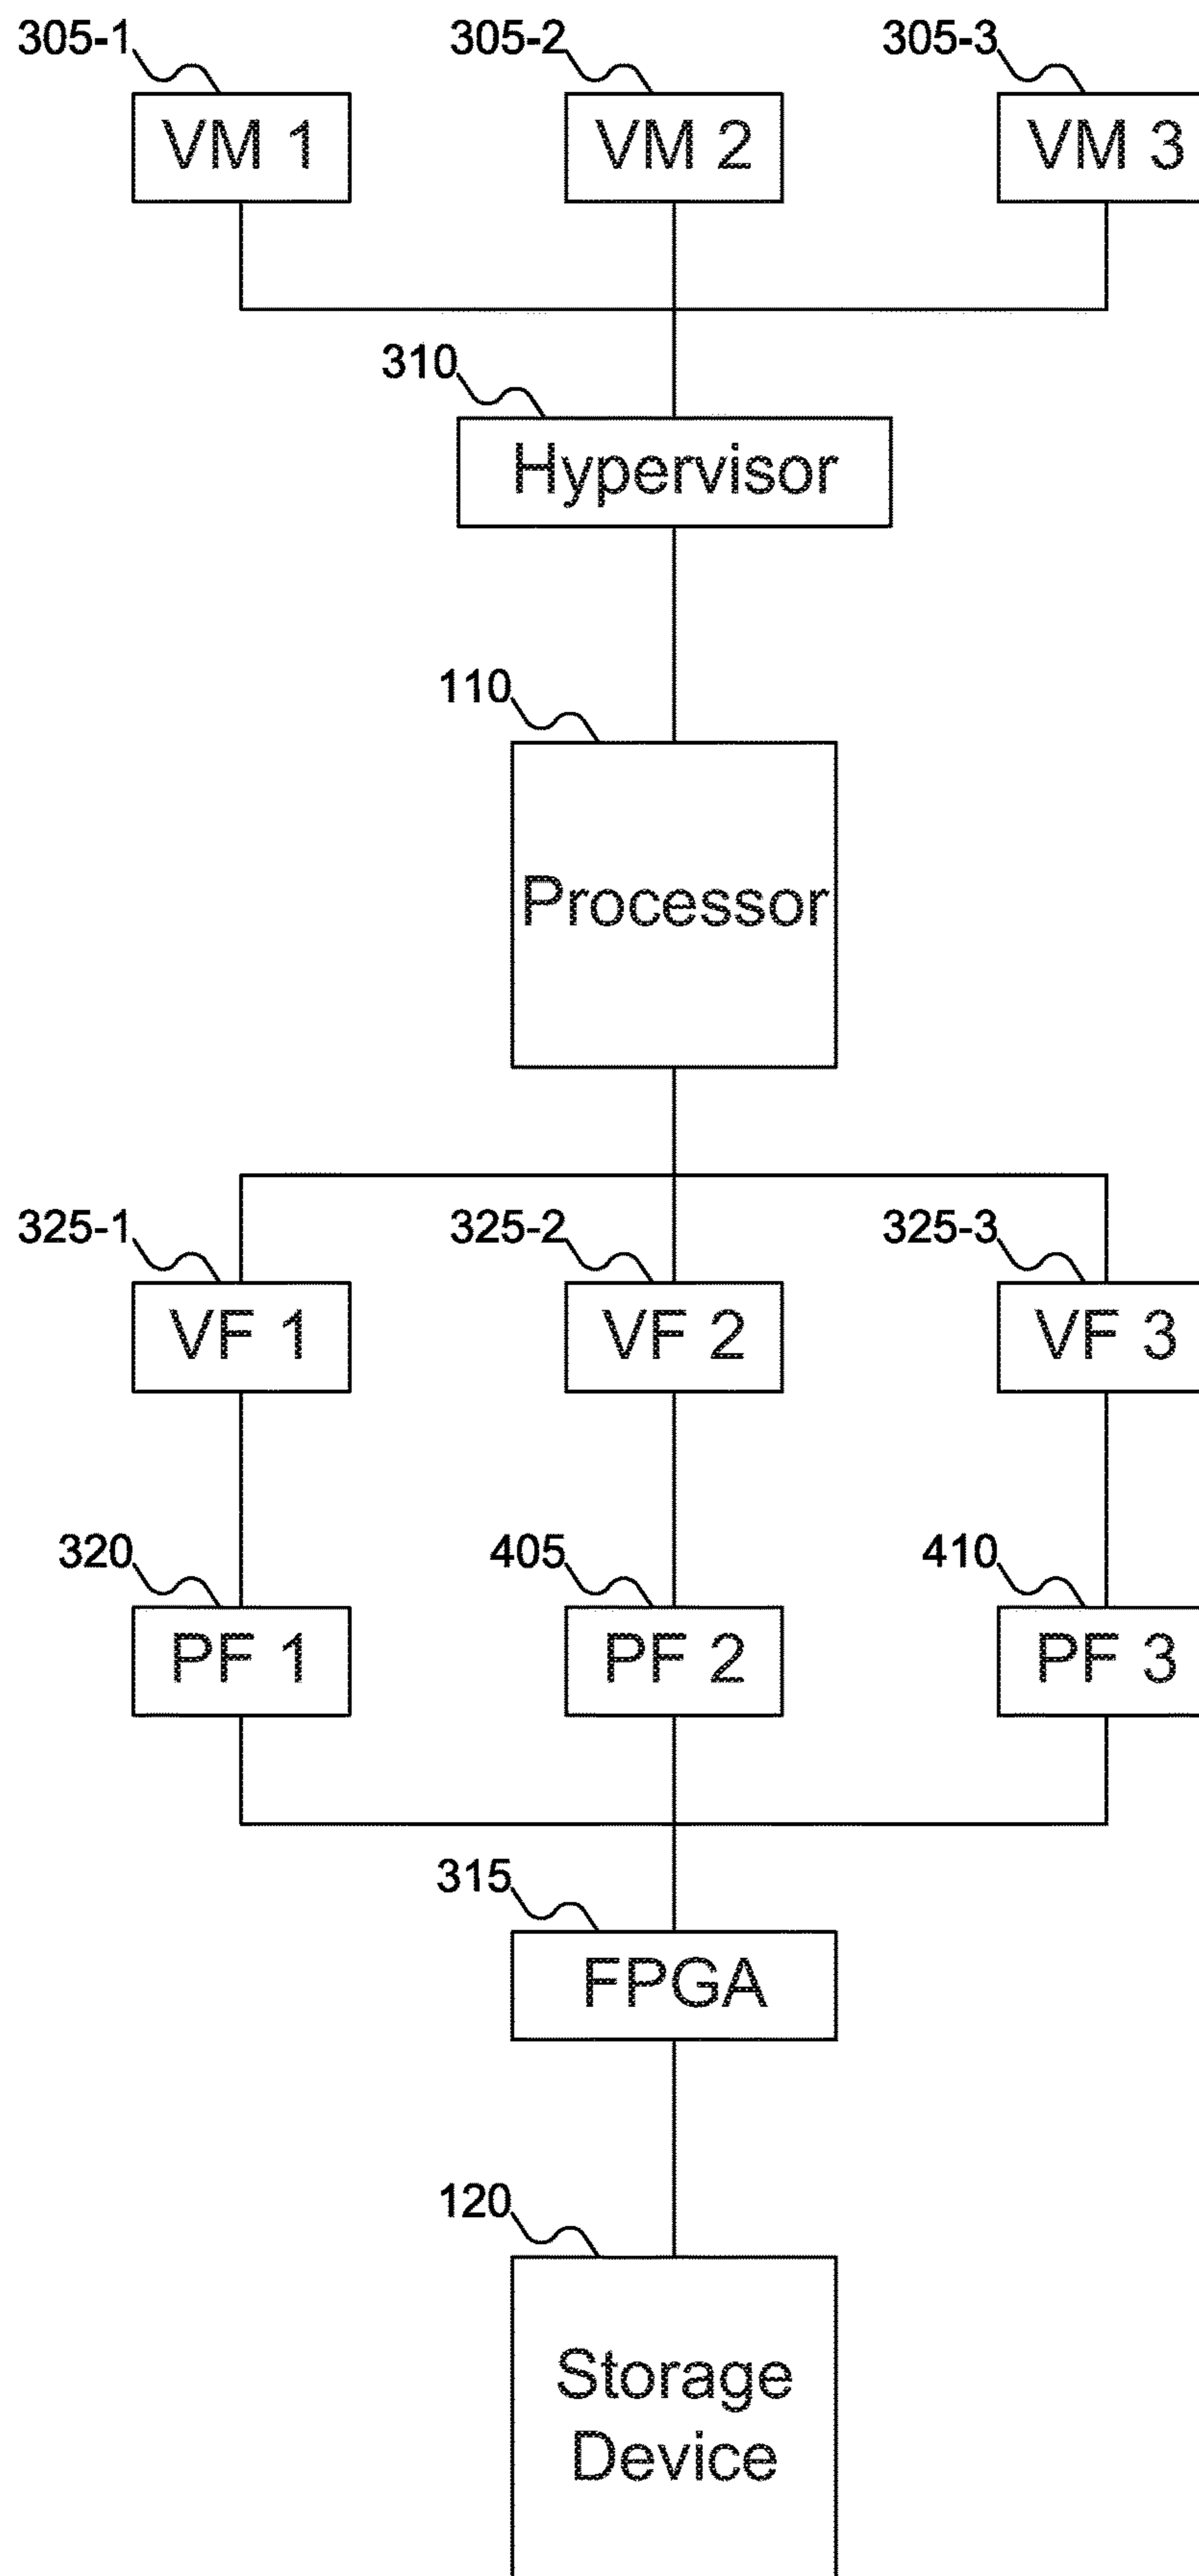 305-1 305-2 305-3
VM 1 VM 2 VM 3
310
Hypervisor
110
Processor
325-1 325-2 325-3
VF 1 VF 2 VF 3
320 405 410
PF 1 PF 2 PF 3
315
FPGA
120
Storage
Device